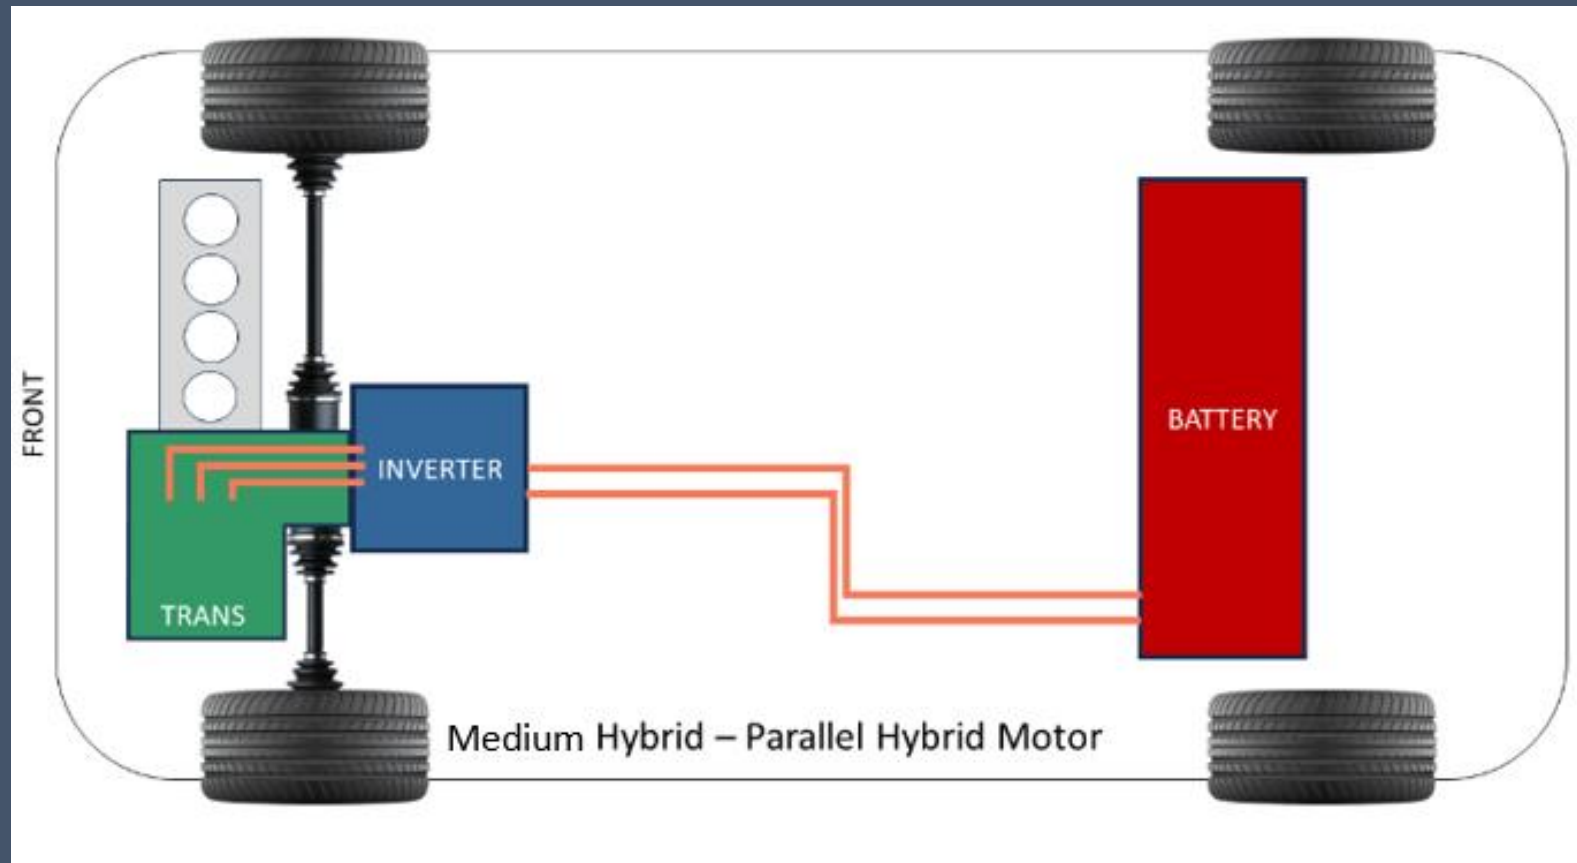 FRONT
BATTERY
INVERTER
TRANS
Medium Hybrid – Parallel Hybrid Motor